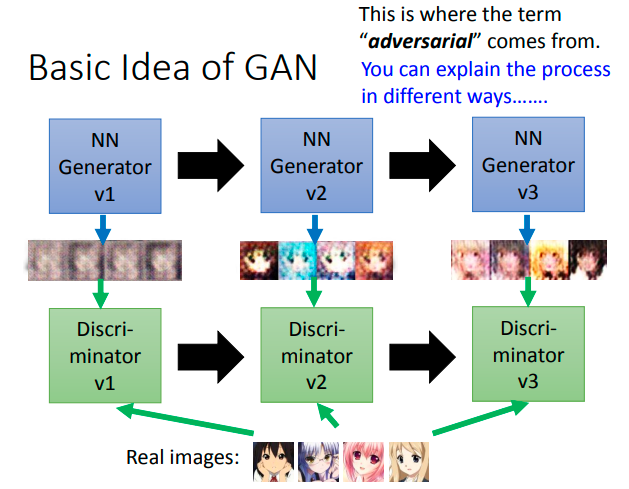 This is where the term
“adversarial” comes from.
Basic Idea of GAN
You can explain the process
in different ways…….
NN
Generator
v1
NN
Generator
v2
NN
Generator
v3
Discri-
minator
v1
Discri-
minator
v2
Discri-
minator
v3
Real images: